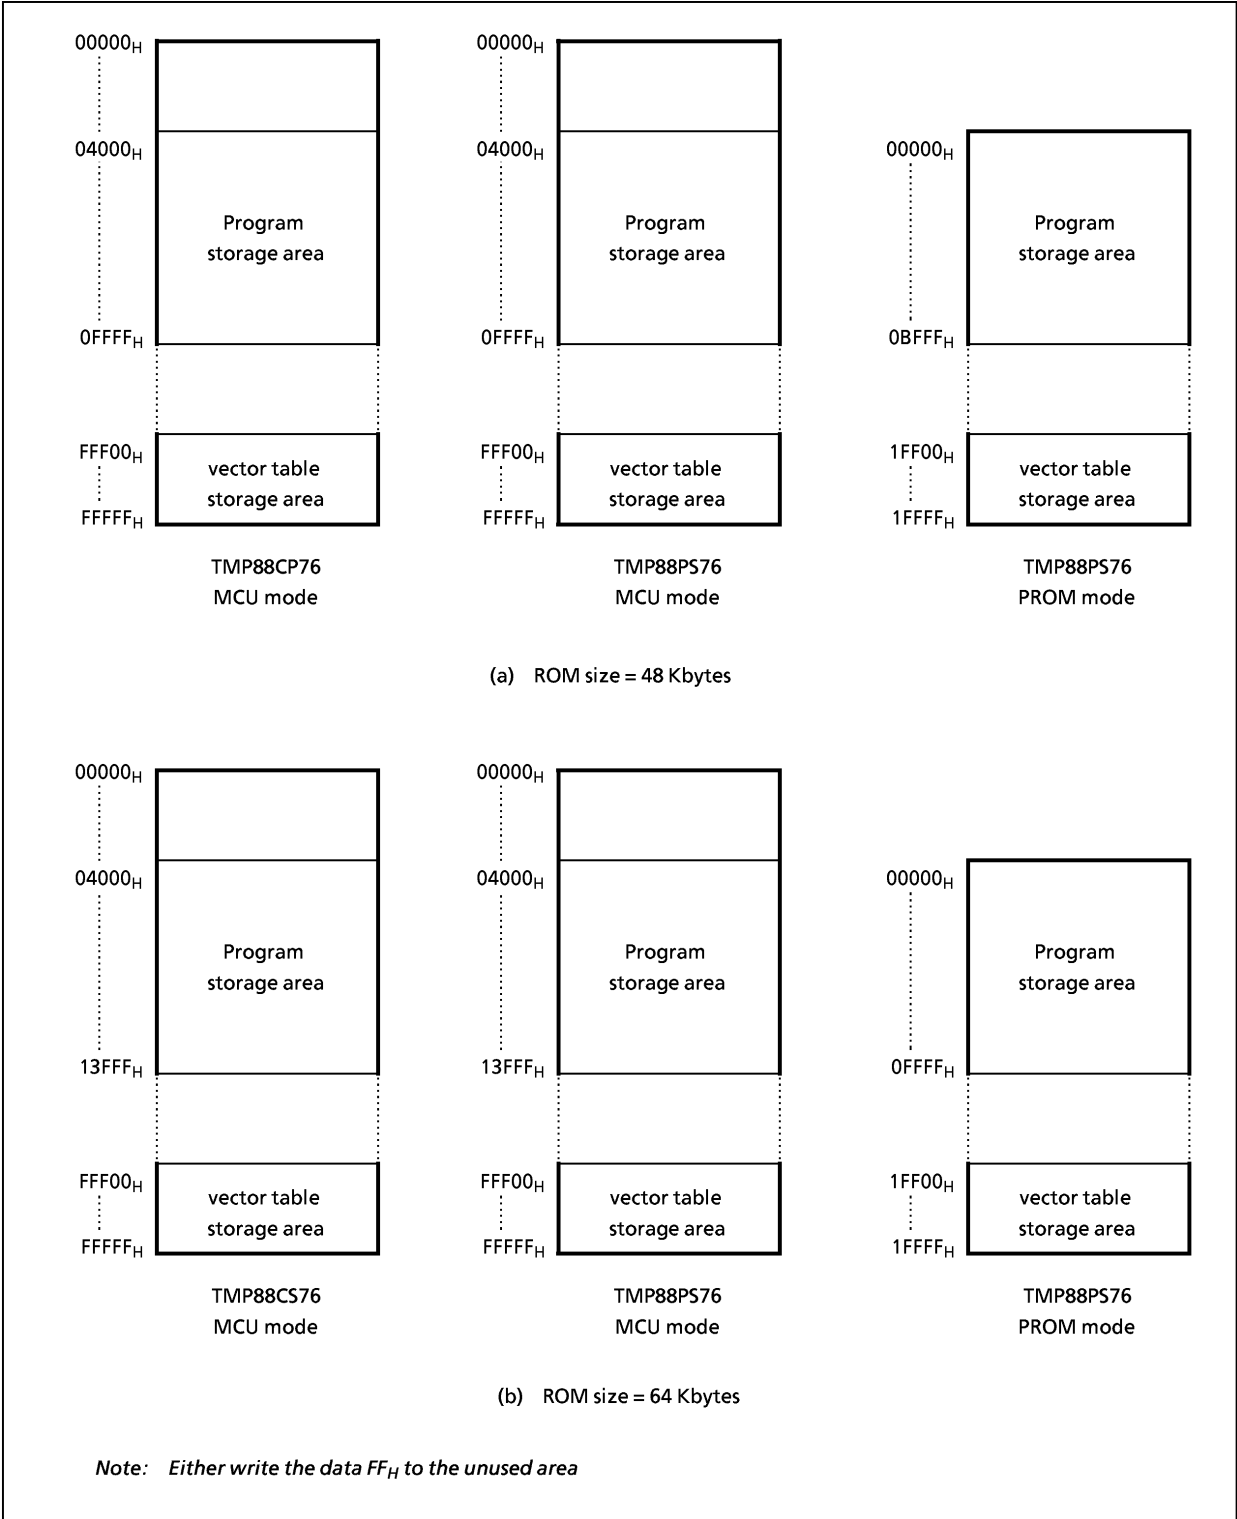 00000H
04000H
Program
storage area
0FFFFH
FFF00H
vector table
storage area
FFFFFH
TMP88CP76
MCU mode
00000H
04000H
Program
storage area
0FFFFH
FFF00H
vector table
storage area
FFFFFH
TMP88PS76
MCU mode
00000H
Program
storage area
0BFFFH
1FF00H
vector table
storage area
1FFFFH
TMP88PS76
PROM mode
(a) ROM size = 48 Kbytes
00000H
04000H
Program
storage area
13FFFH
FFF00H
vector table
storage area
FFFFFH
TMP88CS76
MCU mode
00000H
04000H
Program
storage area
13FFFH
FFF00H
vector table
storage area
FFFFFH
TMP88PS76
MCU mode
00000H
Program
storage area
0FFFFH
1FF00H
vector table
storage area
1FFFFH
TMP88PS76
PROM mode
(b) ROM size = 64 Kbytes
Note: Either write the data FFH to the unused area